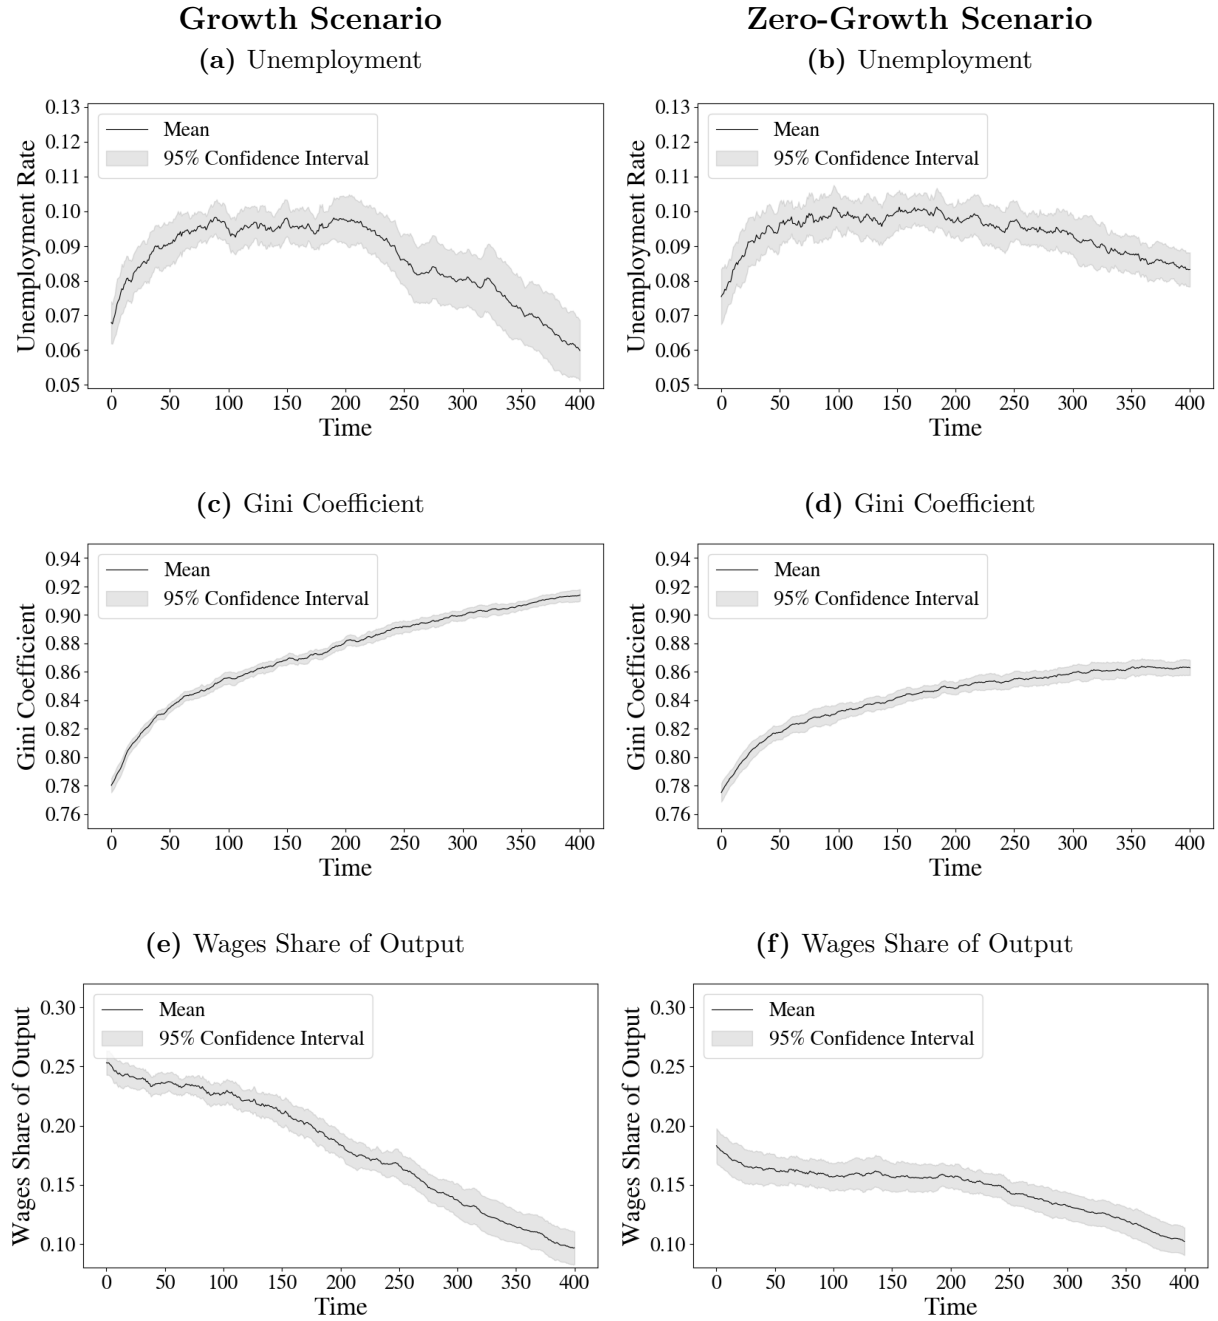 Growth Scenario
Zero-Growth Scenario
(a) Unemployment
(b) Unemployment
0.13
0.12
0.11
0.10
0.09
0.08
0.07
0.06
0.05
Unemployment Rate
Mean
95% Confidence Interval
0 50 100 150 200 250 300 350 400
Time
0.13
0.12
0.11
0.10
0.09
0.08
0.07
0.06
0.05
Unemployment Rate
Mean
95% Confidence Interval
0 50 100 150 200 250 300 350 400
Time
(c) Gini Coefficient
(d) Gini Coefficient
0.94
0.92
0.90
0.88
0.86
0.84
0.82
0.80
0.78
0.76
Gini Coefficient
Mean
95% Confidence Interval
0 50 100 150 200 250 300 350 400
Time
0.94
0.92
0.90
0.88
0.86
0.84
0.82
0.80
0.78
0.76
Gini Coefficient
Mean
95% Confidence Interval
0 50 100 150 200 250 300 350 400
Time
(e) Wages Share of Output
(f) Wages Share of Output
0.30
0.25
0.20
0.15
0.10
Wages Share of Output
Mean
95% Confidence Interval
0 50 100 150 200 250 300 350 400
Time
0.30
0.25
0.20
0.15
0.10
Wages Share of Output
Mean
95% Confidence Interval
0 50 100 150 200 250 300 350 400
Time